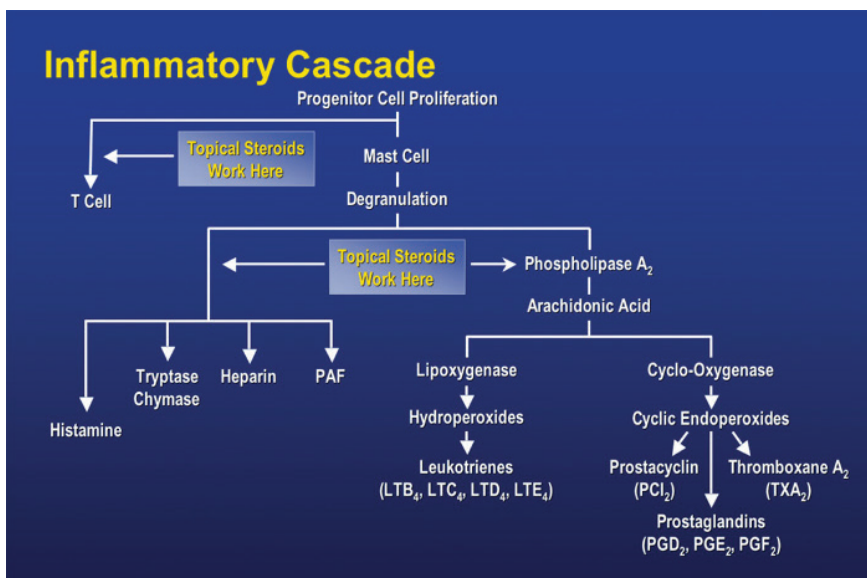 Inflammatory Cascade
Progenitor Cell Proliferation
Topical Steroids
Work Here
Mast Cell
T Cell
Degranulation
Topical Steroids
Work Here
Phospholipase A₂
Arachidonic Acid
Histamine
Tryptase
Chymase
Heparin
PAF
Lipoxygenase
Hydroperoxides
Leukotrienes
(LTB₄, LTC₄, LTD₄, LTE₄)
Cyclo-Oxygenase
Cyclic Endoperoxides
Prostacyclin
(PCI₂)
Thromboxane A₂
(TXA₂)
Prostaglandins
(PGD₂, PGE₂, PGF₂)